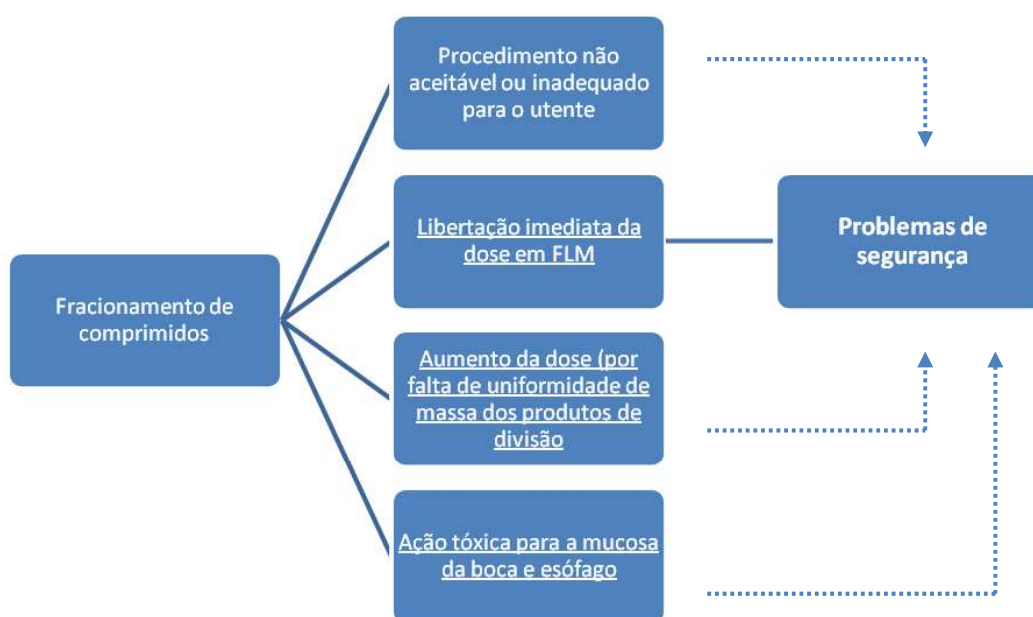 Procedimento não
aceitável ou inadequado
para o utente
Libertação imediata da
dose em FLM
Problemas de
segurança
Fracionamento de
comprimidos
Aumento da dose (por
falta de uniformidade de
massa dos produtos de
divisão
Ação tóxica para a mucosa
da boca e esófago